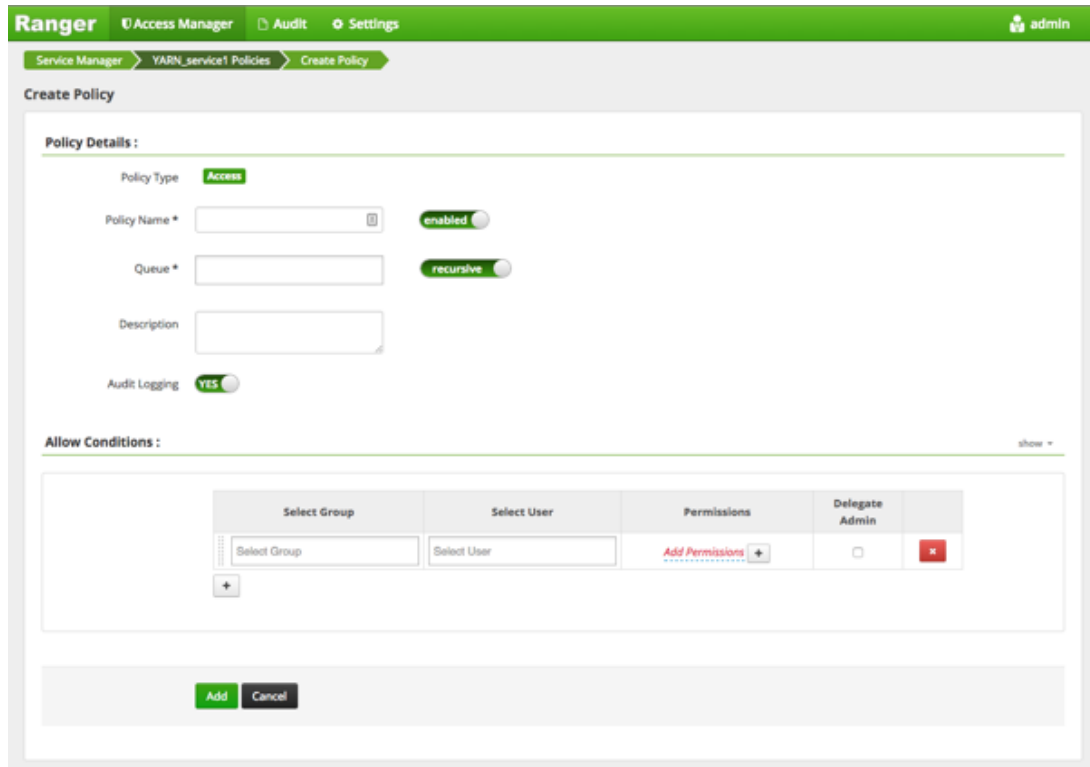 Ranger Access Manager Audit Settings admin
Service Manager YARN_service1 Policies Create Policy
Create Policy
Policy Details :
Policy Type Access
Policy Name * enabled
Queue * recursive
Description
Audit Logging YES
Allow Conditions : show
Select Group Select User Permissions Delegate Admin
Select Group Select User Add Permissions +
+
Add Cancel